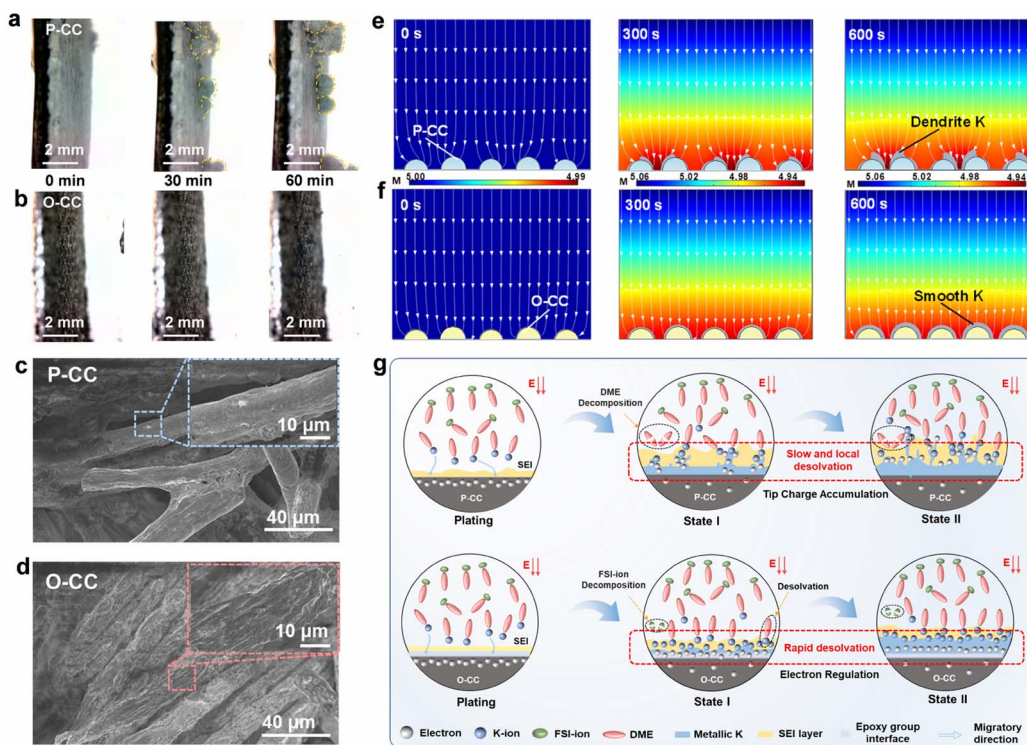 a
P-CC
2 mm
2 mm
2 mm
0 min
30 min
60 min
b
O-CC
2 mm
2 mm
2 mm
c
P-CC
10 µm
40 µm
d
O-CC
10 µm
40 µm
e
0 s
300 s
600 s
P-CC
Dendrite K
M 5.00 4.99
5.06 5.02 4.98 4.94
5.06 5.02 4.98 4.94
f
0 s
300 s
600 s
O-CC
Smooth K
g
E
SEI
P-CC
Plating
DME
Decomposition
E
P-CC
State I
Slow and local
desolvation
Tip Charge Accumulation
E
P-CC
State II
E
SEI
O-CC
Plating
FSI-ion
Decomposition
E
Desolvation
O-CC
State I
Rapid desolvation
Electron Regulation
E
O-CC
State II
Electron K-ion FSI-ion DME Metallic K SEI layer Epoxy group
interface Migratory
direction